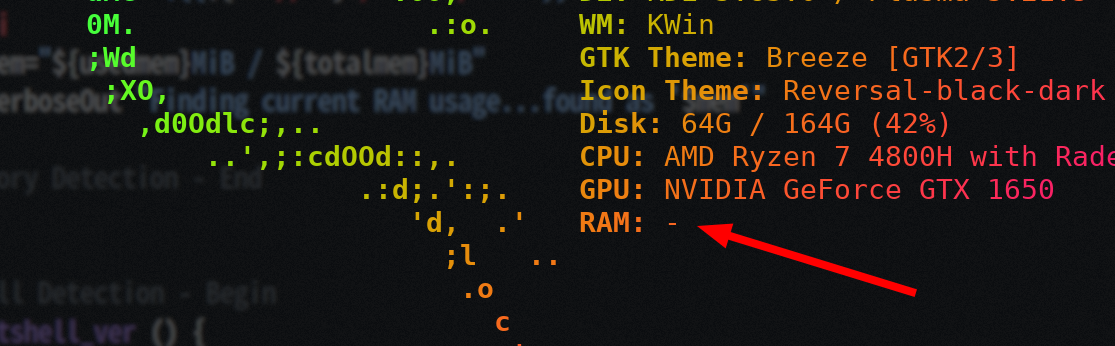 0M. .:o. WM: KWin
;Wd GTK Theme: Breeze [GTK2/3]
em="${usedmem}MiB / ${totalmem}MiB"
;XO, Icon Theme: Reversal-black-dark
erboseOut "Finding current RAM usage...found as
,d0Odlc;,.. Disk: 64G / 164G (42%)
..',;:cdOOd::,. CPU: AMD Ryzen 7 4800H with Rade
ory Detection - End
.:d;.':;. GPU: NVIDIA GeForce GTX 1650
'd, .' RAM: -
;l ..
.o
ll Detection - Begin
c
tshell_ver () {